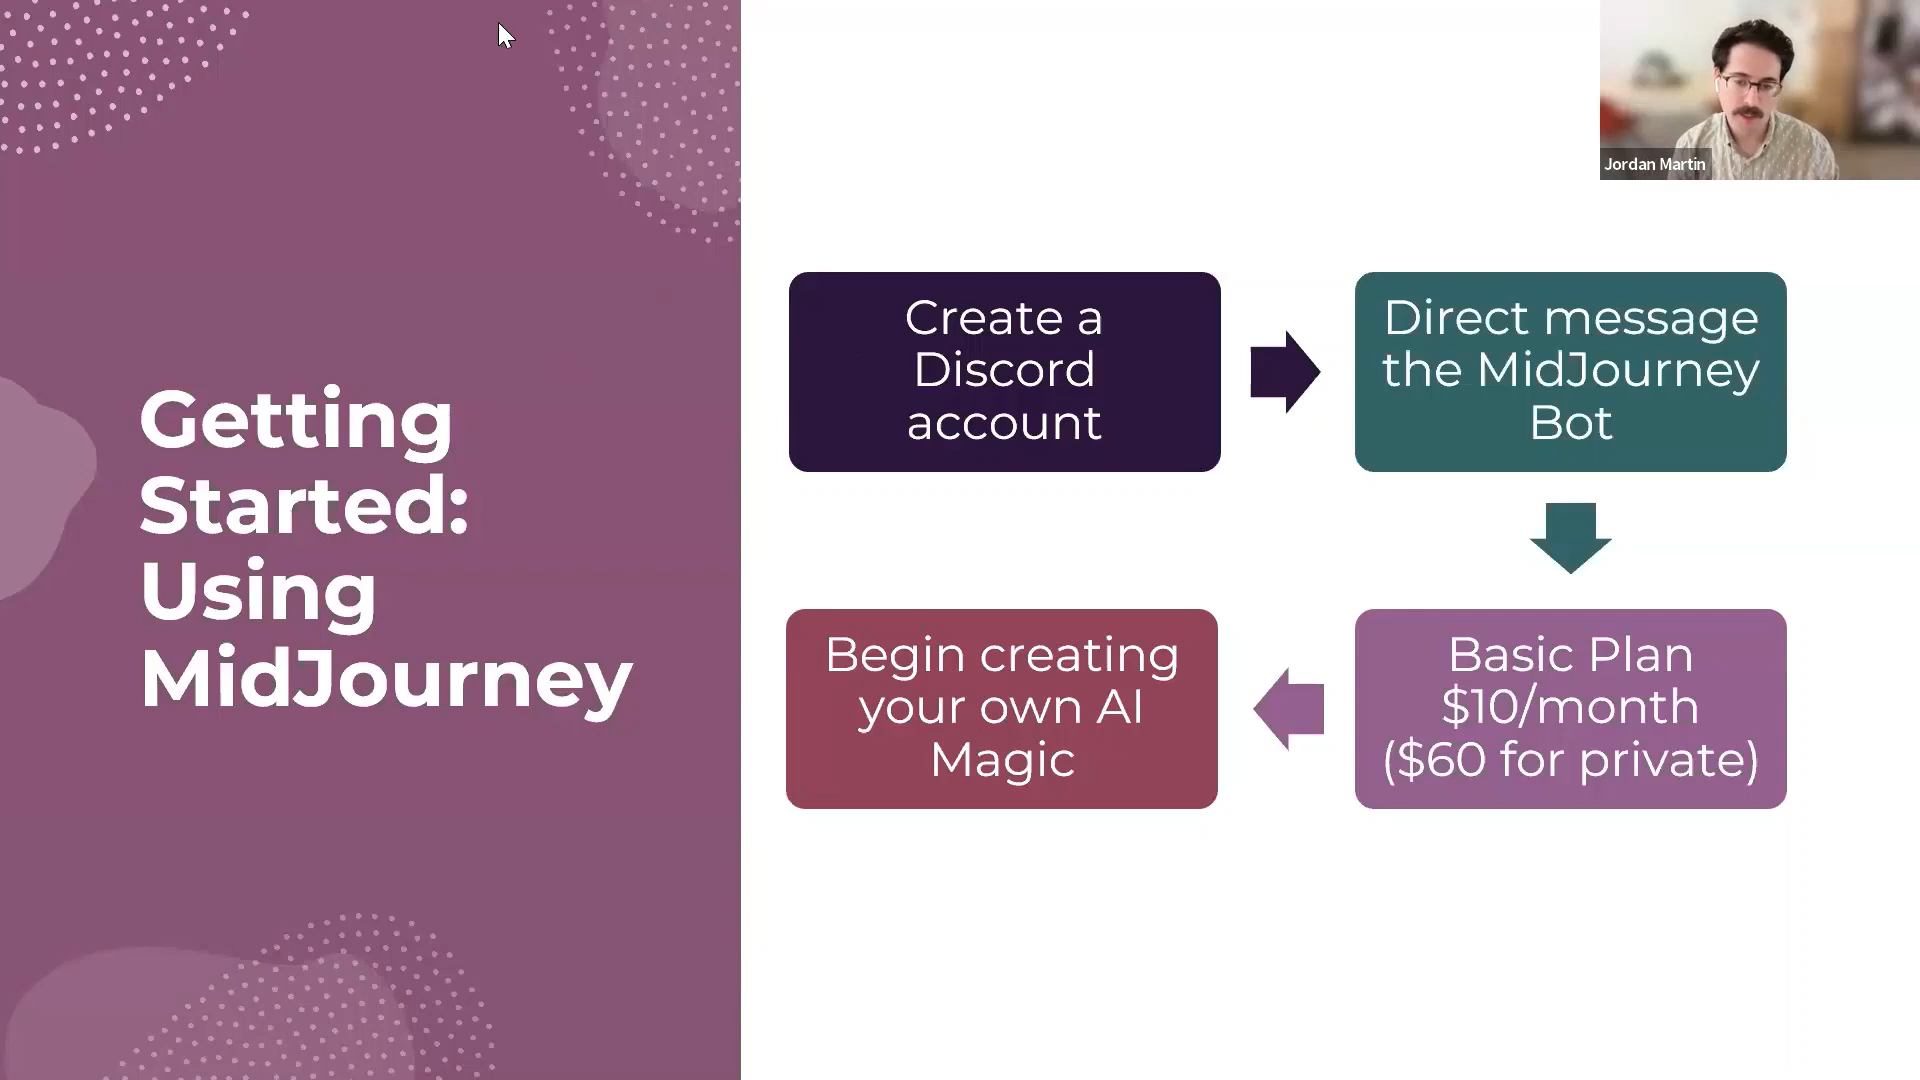 Getting
Started:
Using
MidJourney
Create a
Discord
account
Direct message
the MidJourney
Bot
Basic Plan
$10/month
($60 for private)
Begin creating
your own AI
Magic
Jordan Martin